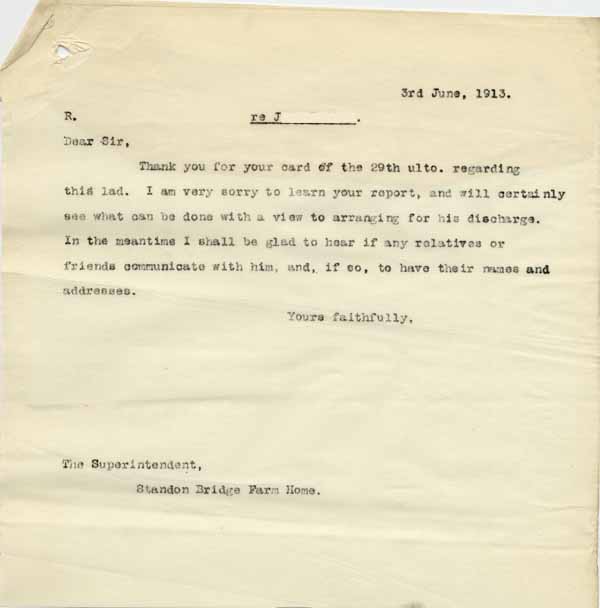 3rd June, 1913.
R. re J .
Dear Sir,
Thank you for your card of the 29th ulto. regarding
this lad. I am very sorry to learn your report, and will certainly
see what can be done with a view to arranging for his discharge.
In the meantime I shall be glad to hear if any relatives or
friends communicate with him, and, if so, to have their names and
addresses.
Yours faithfully,
The Superintendent,
Standon Bridge Farm Home.